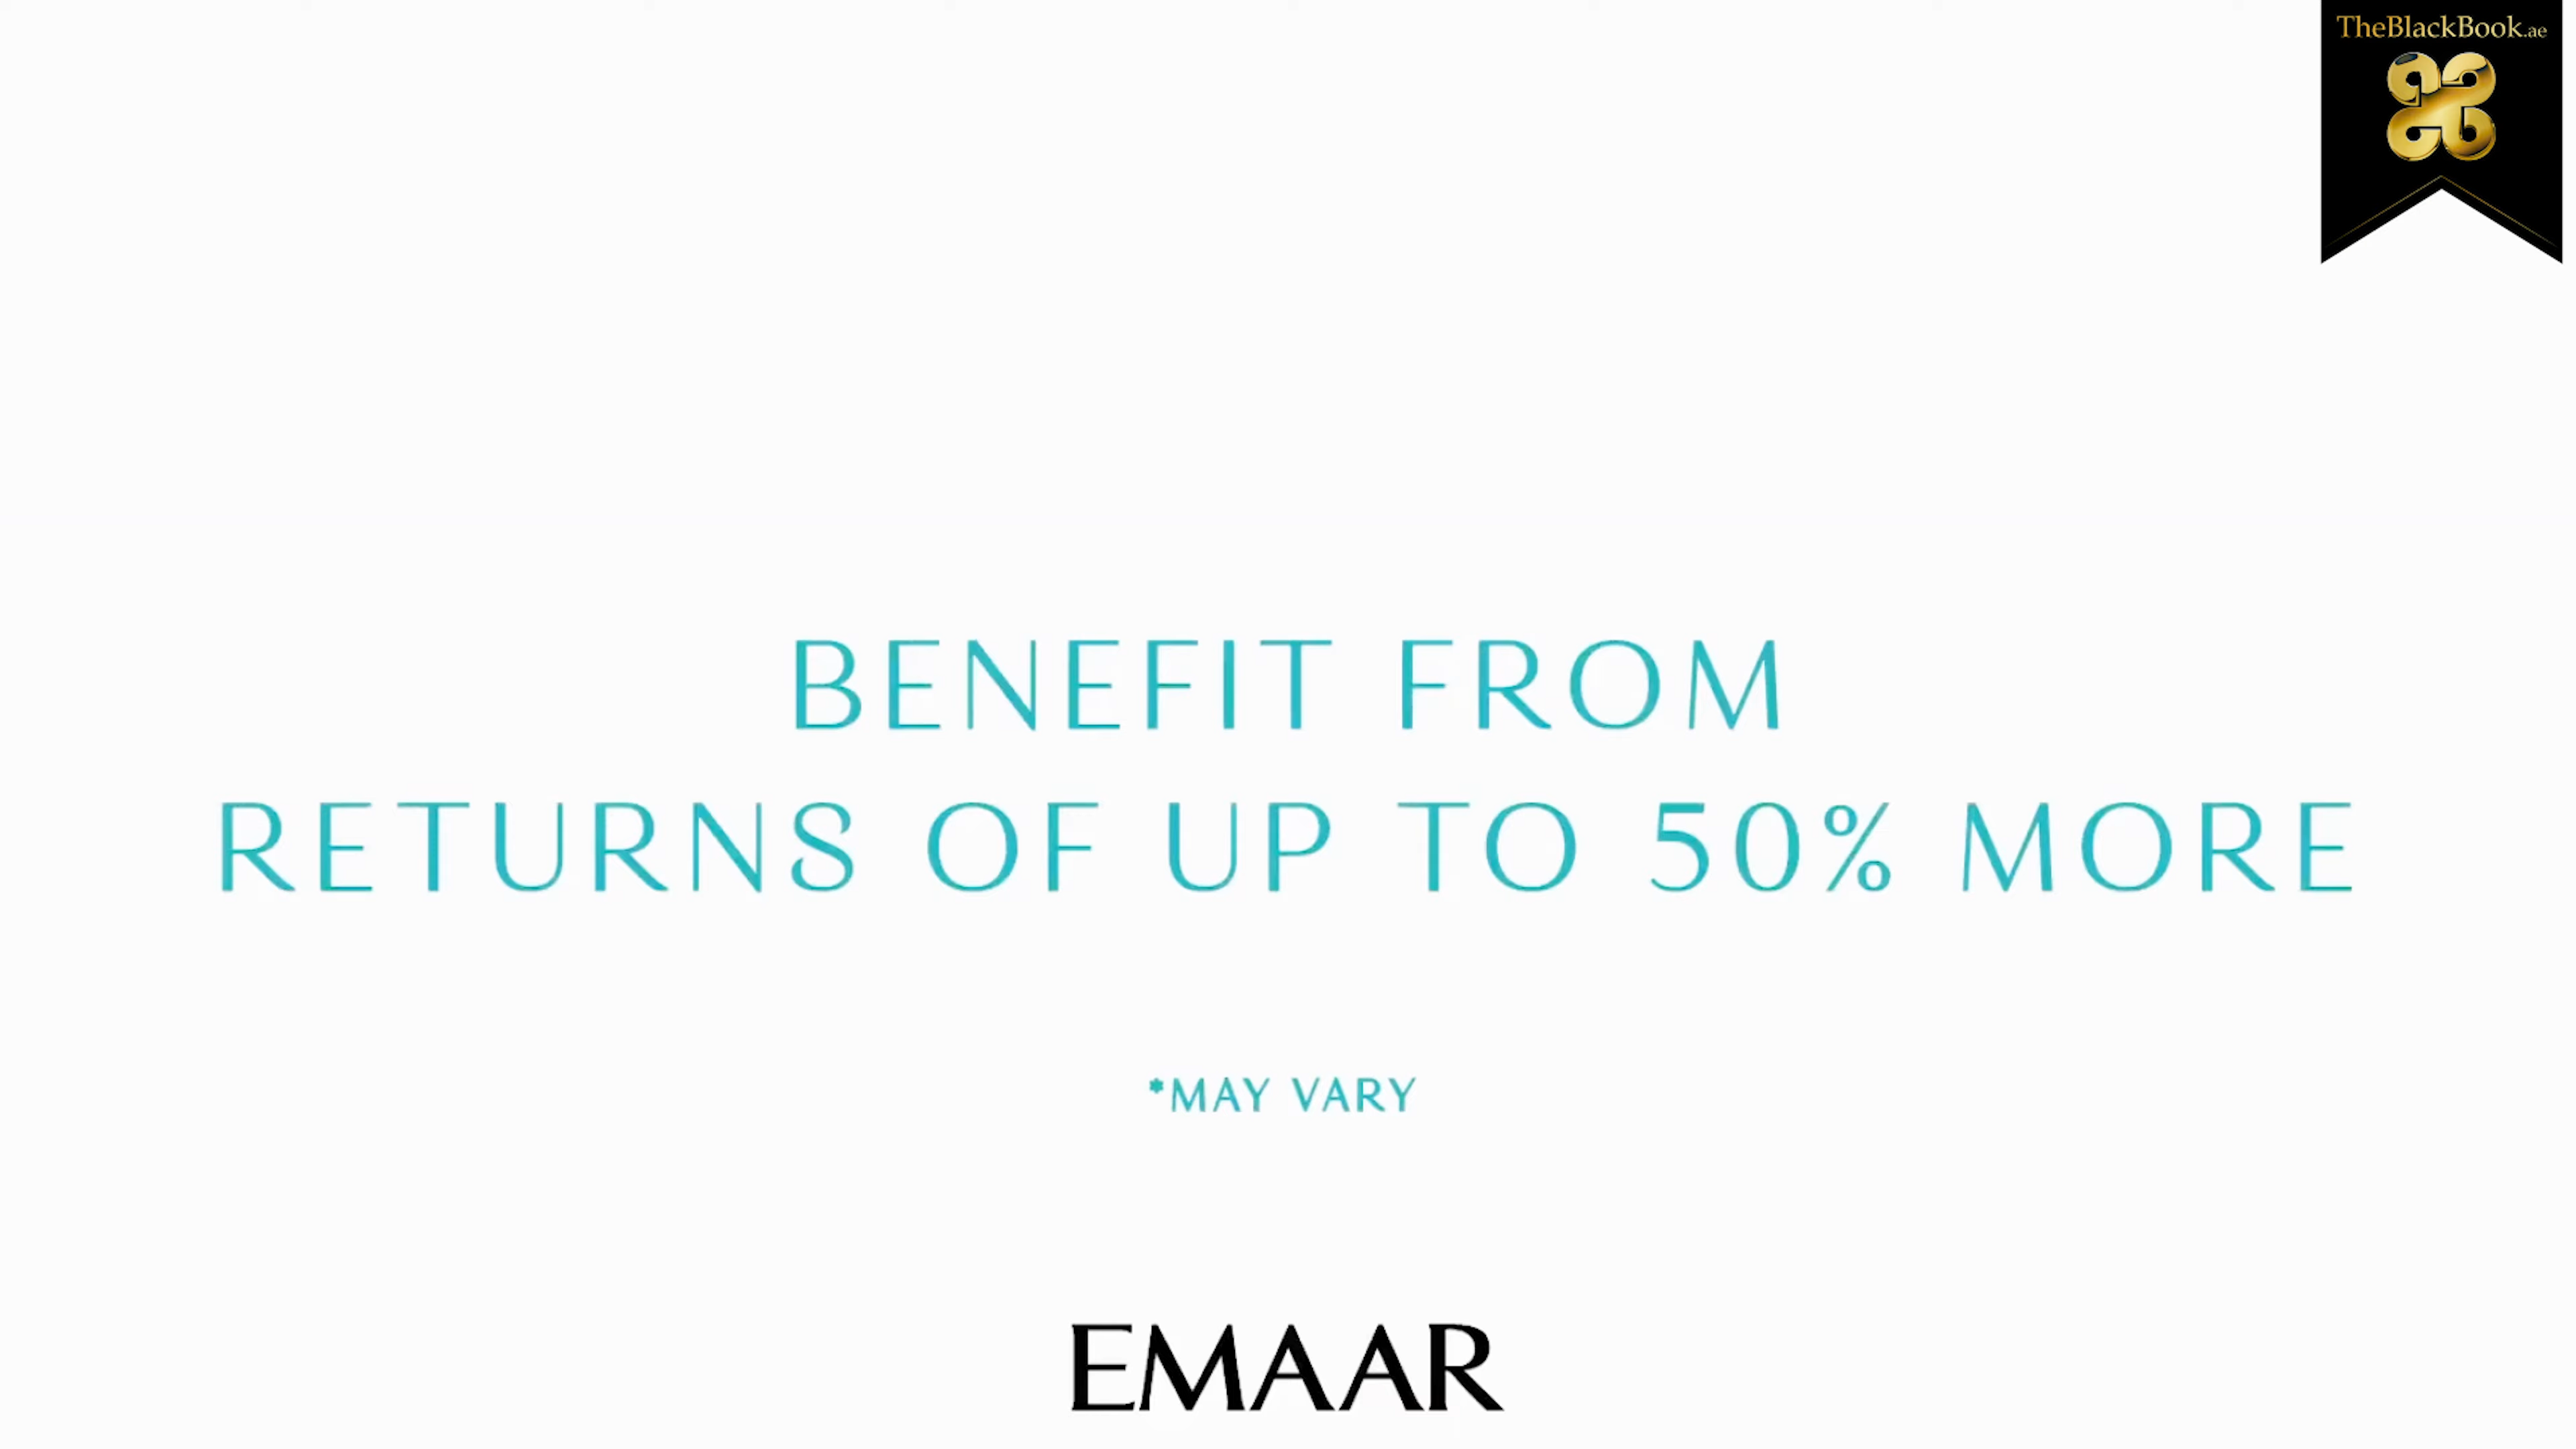 TheBlackBook.ae
BENEFIT FROM
RETURNS OF UP TO 50% MORE
*MAY VARY
EMAAR